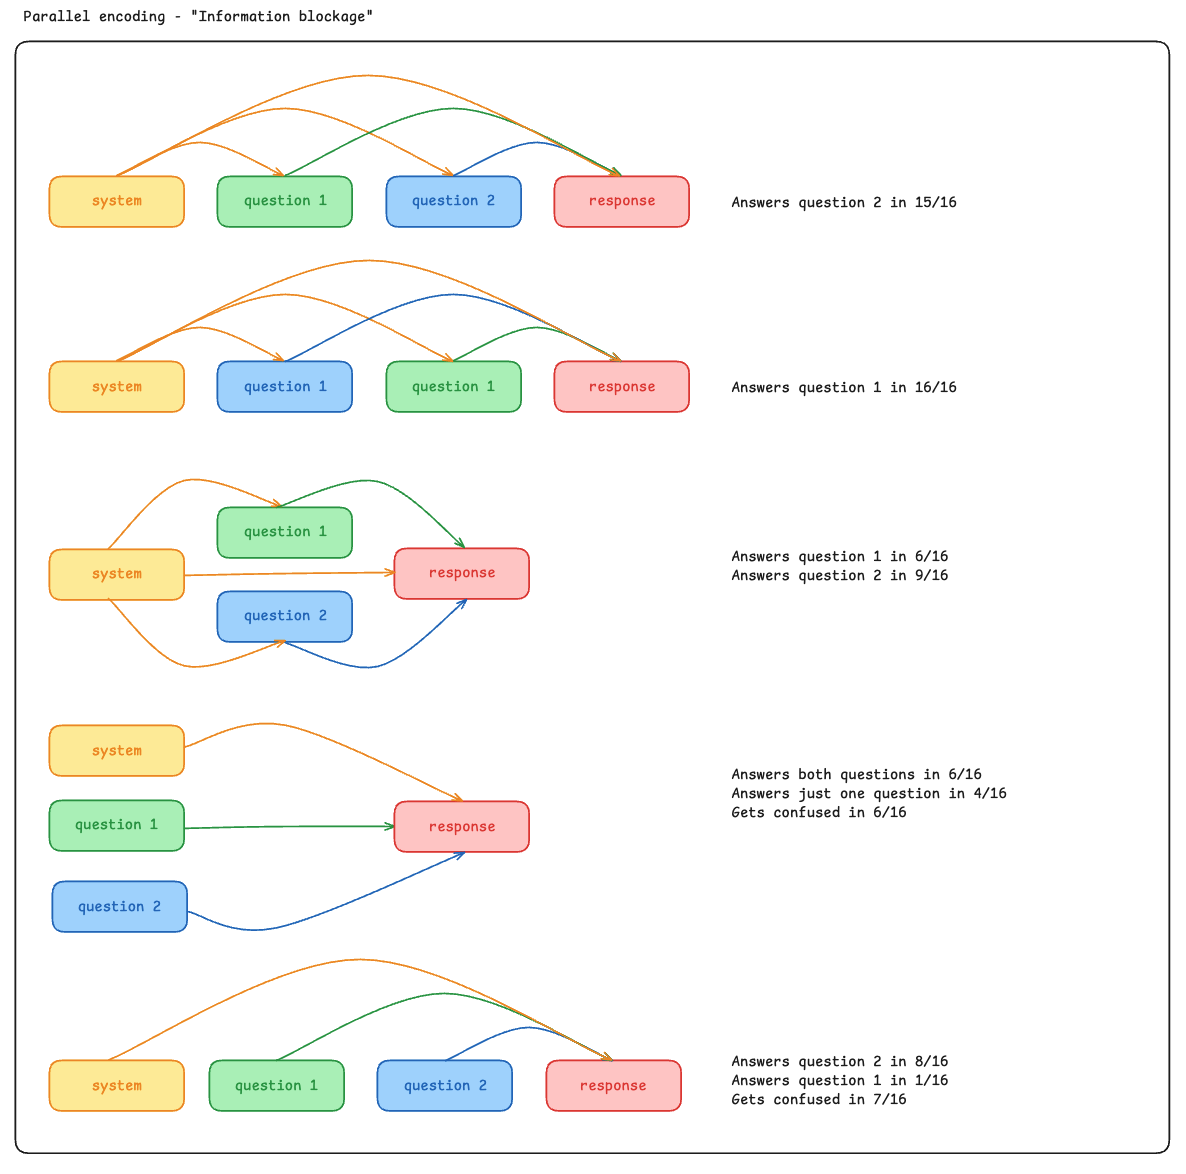 Parallel encoding - "Information blockage"
system
question 1
question 2
response
Answers question 2 in 15/16
system
question 1
question 1
response
Answers question 1 in 16/16
question 1
system
response
question 2
Answers question 1 in 6/16
Answers question 2 in 9/16
system
question 1
response
question 2
Answers both questions in 6/16
Answers just one question in 4/16
Gets confused in 6/16
system
question 1
question 2
response
Answers question 2 in 8/16
Answers question 1 in 1/16
Gets confused in 7/16